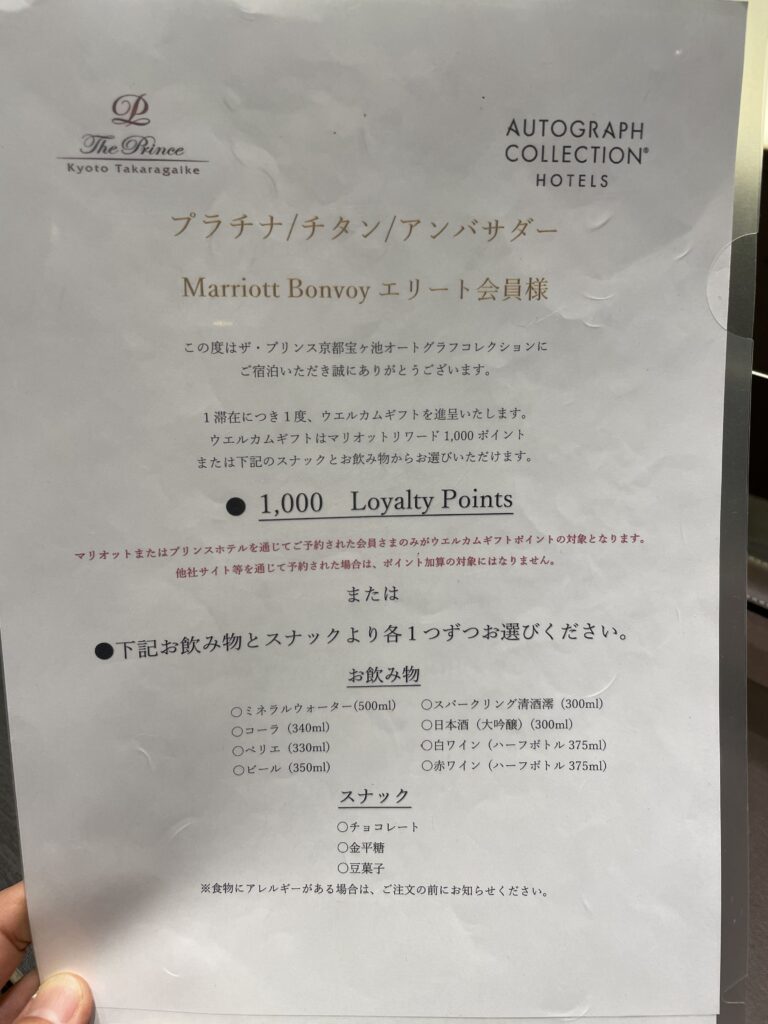 The Prince
Kyoto Takaragaike
AUTOGRAPH
COLLECTION®
HOTELS
プラチナ/チタン/アンバサダー
Marriott Bonvoy エリート会員様
この度はザ・プリンス京都宝ヶ池オートグラフコレクションに
ご宿泊いただき誠にありがとうございます。
1滞在につき1度、ウエルカムギフトを進呈いたします。
ウエルカムギフトはマリオットリワード1,000ポイント
または下記のスナックとお飲み物からお選びいただけます。
● 1,000 Loyalty Points
マリオットまたはプリンスホテルを通じてご予約された会員さまのみがウエルカムギフトポイントの対象となります。
他社サイト等を通じて予約された場合は、ポイント加算の対象にはなりません。
または
●下記お飲み物とスナックより各1つずつお選びください。
お飲み物
○ミネラルウォーター(500ml) ○スパークリング清酒澪（300ml)
○コーラ（340ml) ○日本酒（大吟醸）(300ml)
○ペリエ（330ml) ○白ワイン（ハーフボトル375ml)
○ビール（350ml) ○赤ワイン（ハーフボトル375ml)
スナック
○チョコレート
○金平糖
○豆菓子
※食物にアレルギーがある場合は、ご注文の前にお知らせください。